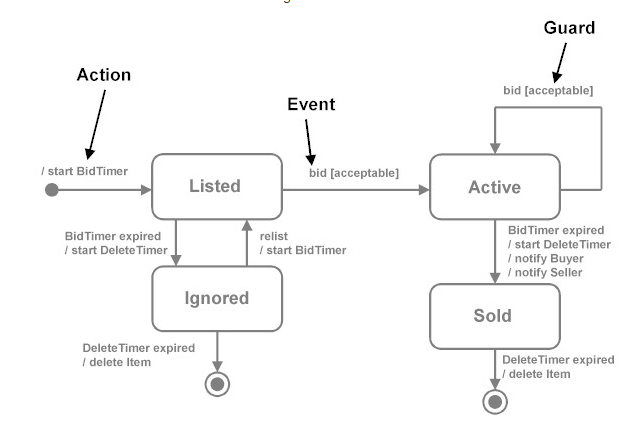 Guard
Action
bid [acceptable]
Event
/ start BidTimer
bid [acceptable]
Listed
Active
BidTimer expired
/ start DeleteTimer
relist
/ start BidTimer
BidTimer expired
/ start DeleteTimer
/ notify Buyer
/ notify Seller
Ignored
Sold
DeleteTimer expired
/ delete Item
DeleteTimer expired
/ delete Item